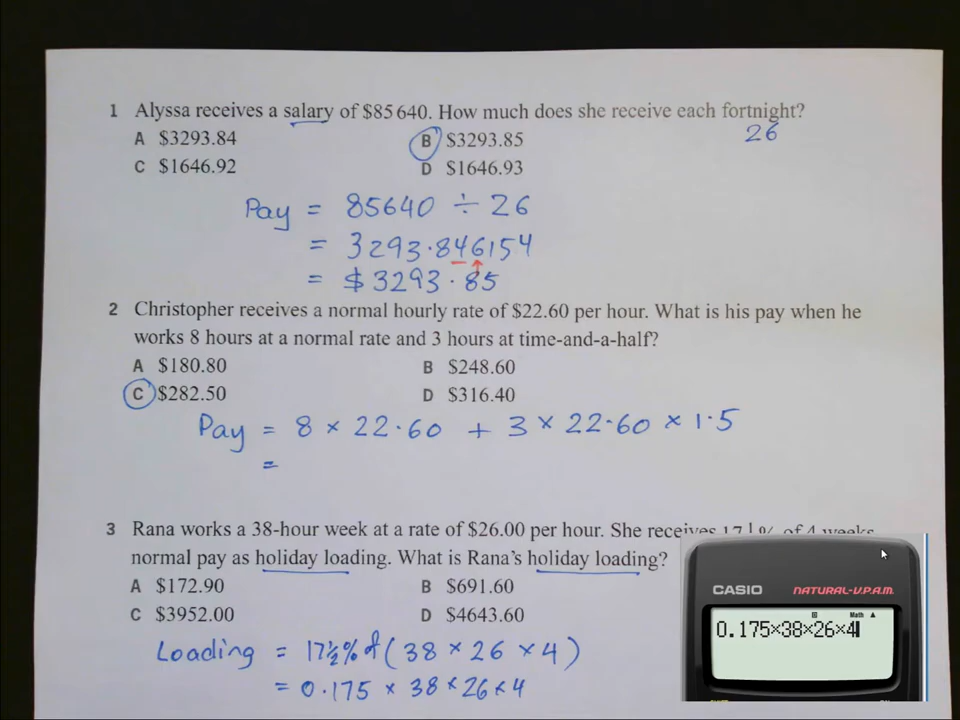 1 Alyssa receives a salary of $85 640. How much does she receive each fortnight?
26
A $3293.84 B $3293.85
C $1646.92 D $1646.93
Pay = 85640 ÷ 26
= 3293.846154
= $3293.85
2 Christopher receives a normal hourly rate of $22.60 per hour. What is his pay when he
works 8 hours at a normal rate and 3 hours at time-and-a-half?
A $180.80 B $248.60
C $282.50 D $316.40
Pay = 8 × 22.60 + 3 × 22.60 × 1.5
=
3 Rana works a 38-hour week at a rate of $26.00 per hour. She receives 17½% of 4 weeks
normal pay as holiday loading. What is Rana's holiday loading?
A $172.90 B $691.60
C $3952.00 D $4643.60
Loading = 17½% of (38 × 26 × 4)
= 0.175 × 38 × 26 × 4
CASIO NATURAL-V.P.A.M.
D Math ▲
0.175×38×26×4